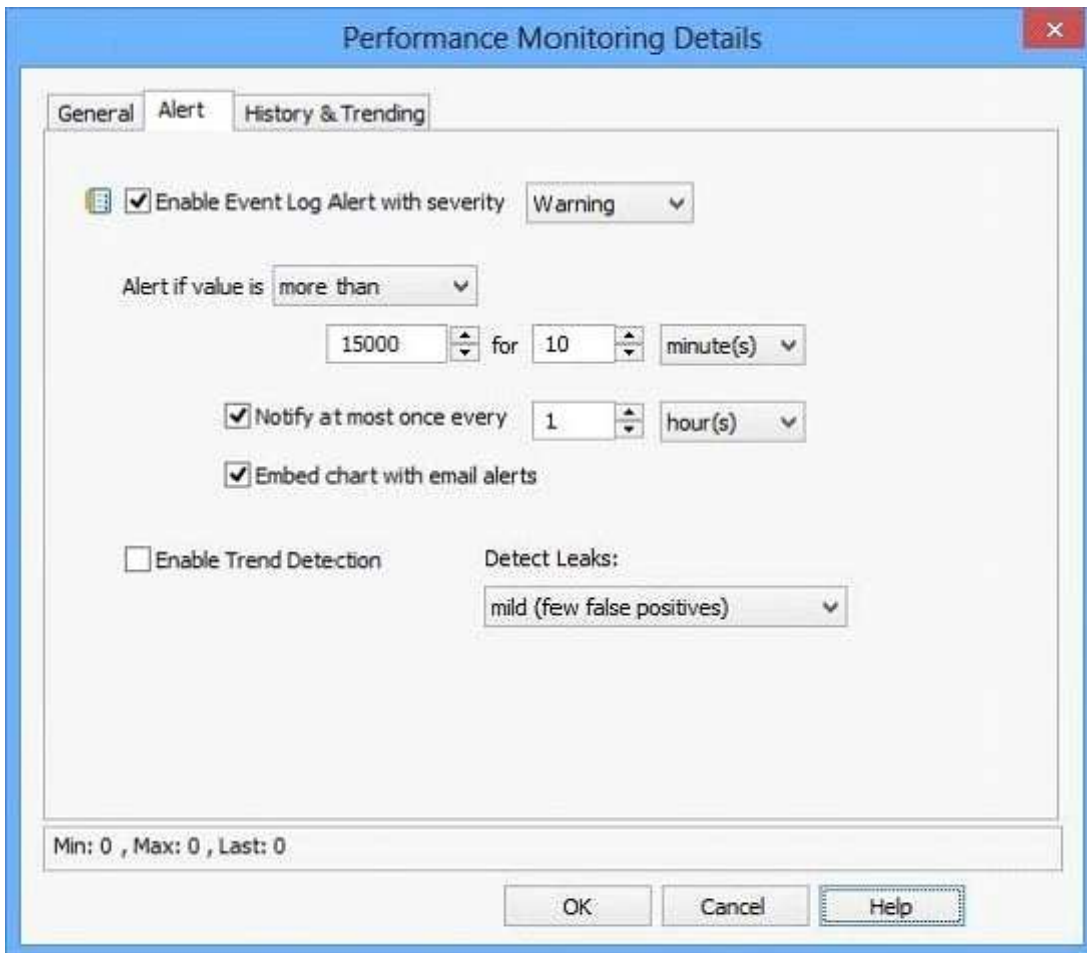 Performance Monitoring Details
General Alert History & Trending
Enable Event Log Alert with severity Warning
Alert if value is more than
15000 for 10 minute(s)
Notify at most once every 1 hour(s)
Embed chart with email alerts
Enable Trend Detection Detect Leaks:
mild (few false positives)
Min: 0 , Max: 0 , Last: 0
OK Cancel Help